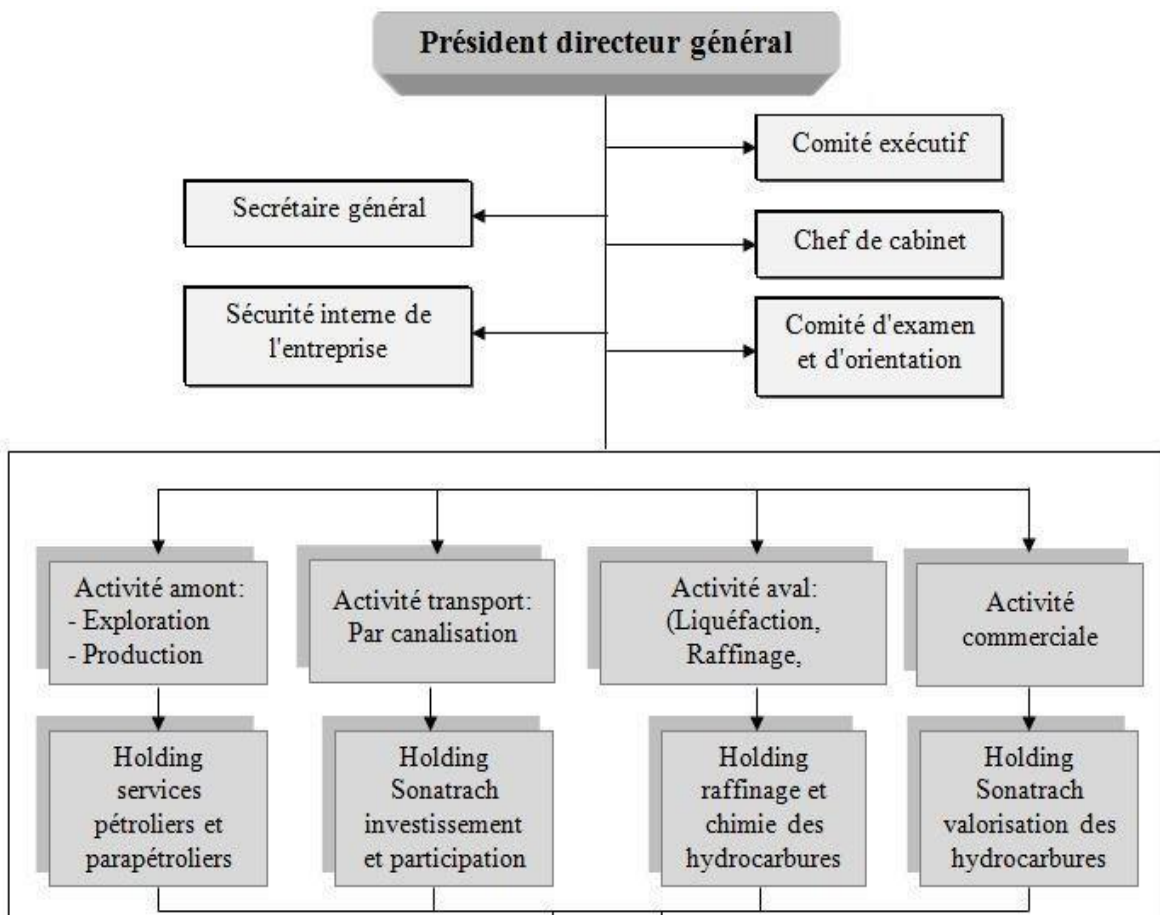 Président directeur général
Comité exécutif
Secrétaire général
Chef de cabinet
Sécurité interne de
l'entreprise
Comité d'examen
et d'orientation
Activité amont:
- Exploration
- Production
Activité transport:
Par canalisation
Activité aval:
(Liquéfaction,
Raffinage,
Activité
commerciale
Holding
services
pétroliers et
parapétroliers
Holding
Sonatrach
investissement
et participation
Holding
raffinage et
chimie des
hydrocarbures
Holding
Sonatrach
valorisation des
hydrocarbures